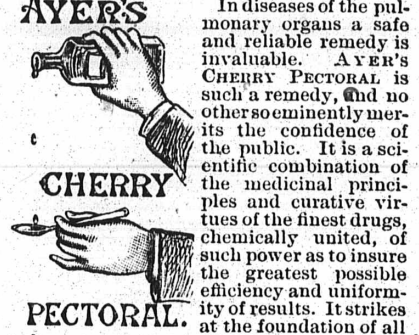 AYER'S
CHERRY
PECTORAL.
In diseases of the pul-
monary organs a safe
and reliable remedy is
invaluable. AYER'S
CHERRY PECTORAL is
such a remedy, and no
other so eminently mer-
its the confidence of
the public. It is a sci-
entific combination of
the medicinal princi-
ples and curative vir-
tues of the finest drugs,
chemically united, of
such power as to insure
the greatest possible
efficiency and uniform-
ity of results. It strikes
at the foundation of all